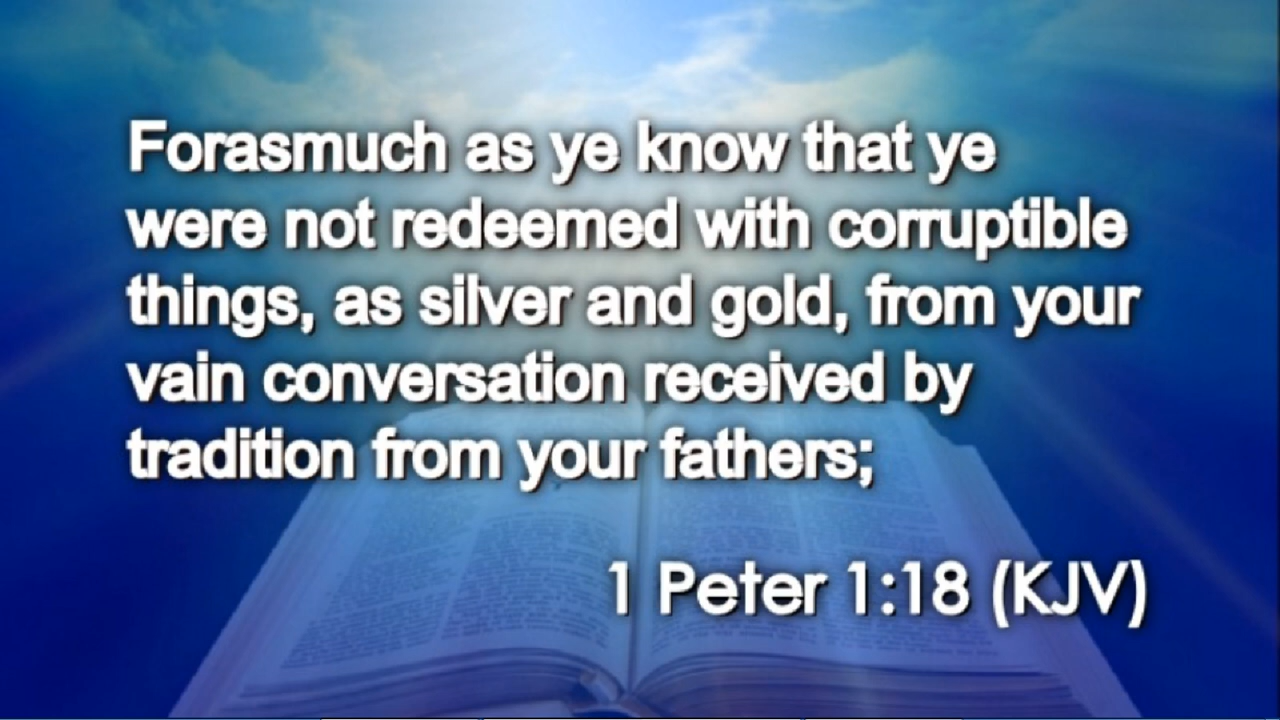 Forasmuch as ye know that ye
were not redeemed with corruptible
things, as silver and gold, from your
vain conversation received by
tradition from your fathers;
1 Peter 1:18 (KJV)